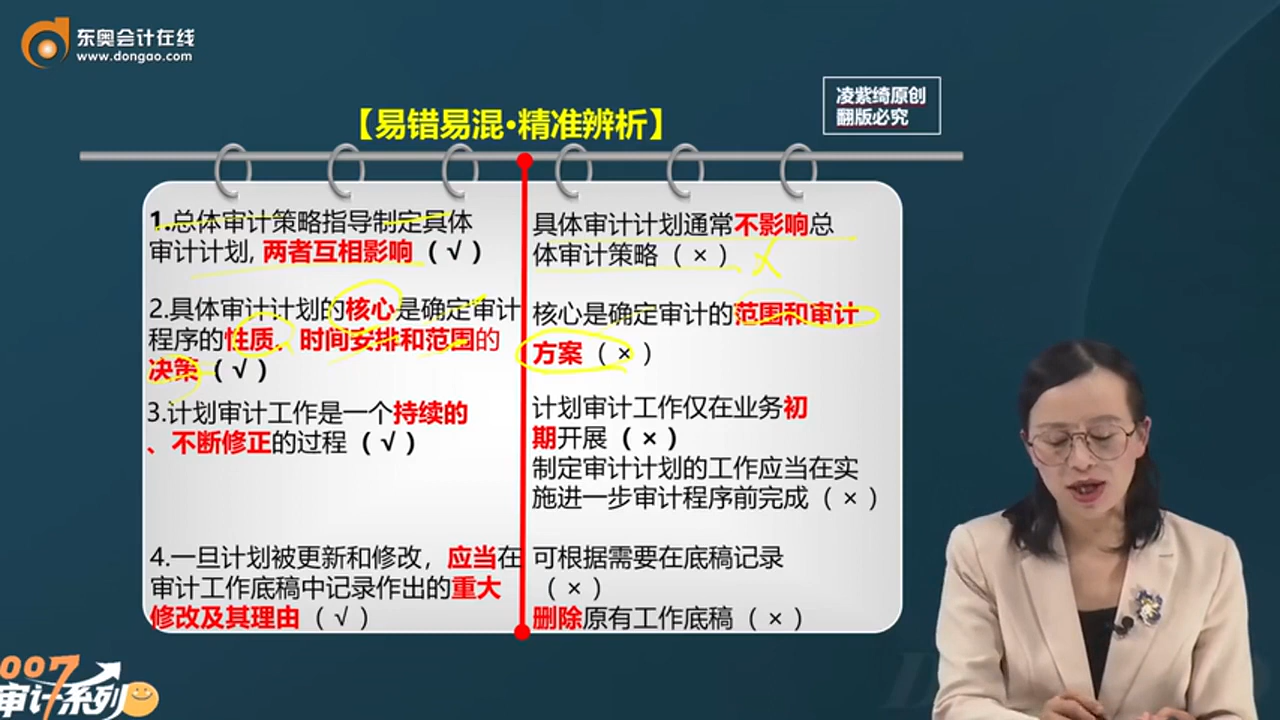 东奥会计在线
www.dongao.com
凌紫绮原创
翻版必究
【易错易混•精准辨析】
1.总体审计策略指导制定具体
审计计划, 两者互相影响（√）
具体审计计划通常不影响总
体审计策略（×）
2.具体审计计划的核心是确定审计
程序的性质、时间安排和范围的
决策（√）
核心是确定审计的范围和审计
方案（×）
3.计划审计工作是一个持续的
、不断修正的过程（√）
计划审计工作仅在业务初
期开展（×）
制定审计计划的工作应当在实
施进一步审计程序前完成（×）
4.一旦计划被更新和修改，应当在
审计工作底稿中记录作出的重大
修改及其理由（√）
可根据需要在底稿记录
（×）
删除原有工作底稿（×）
007
审计系列